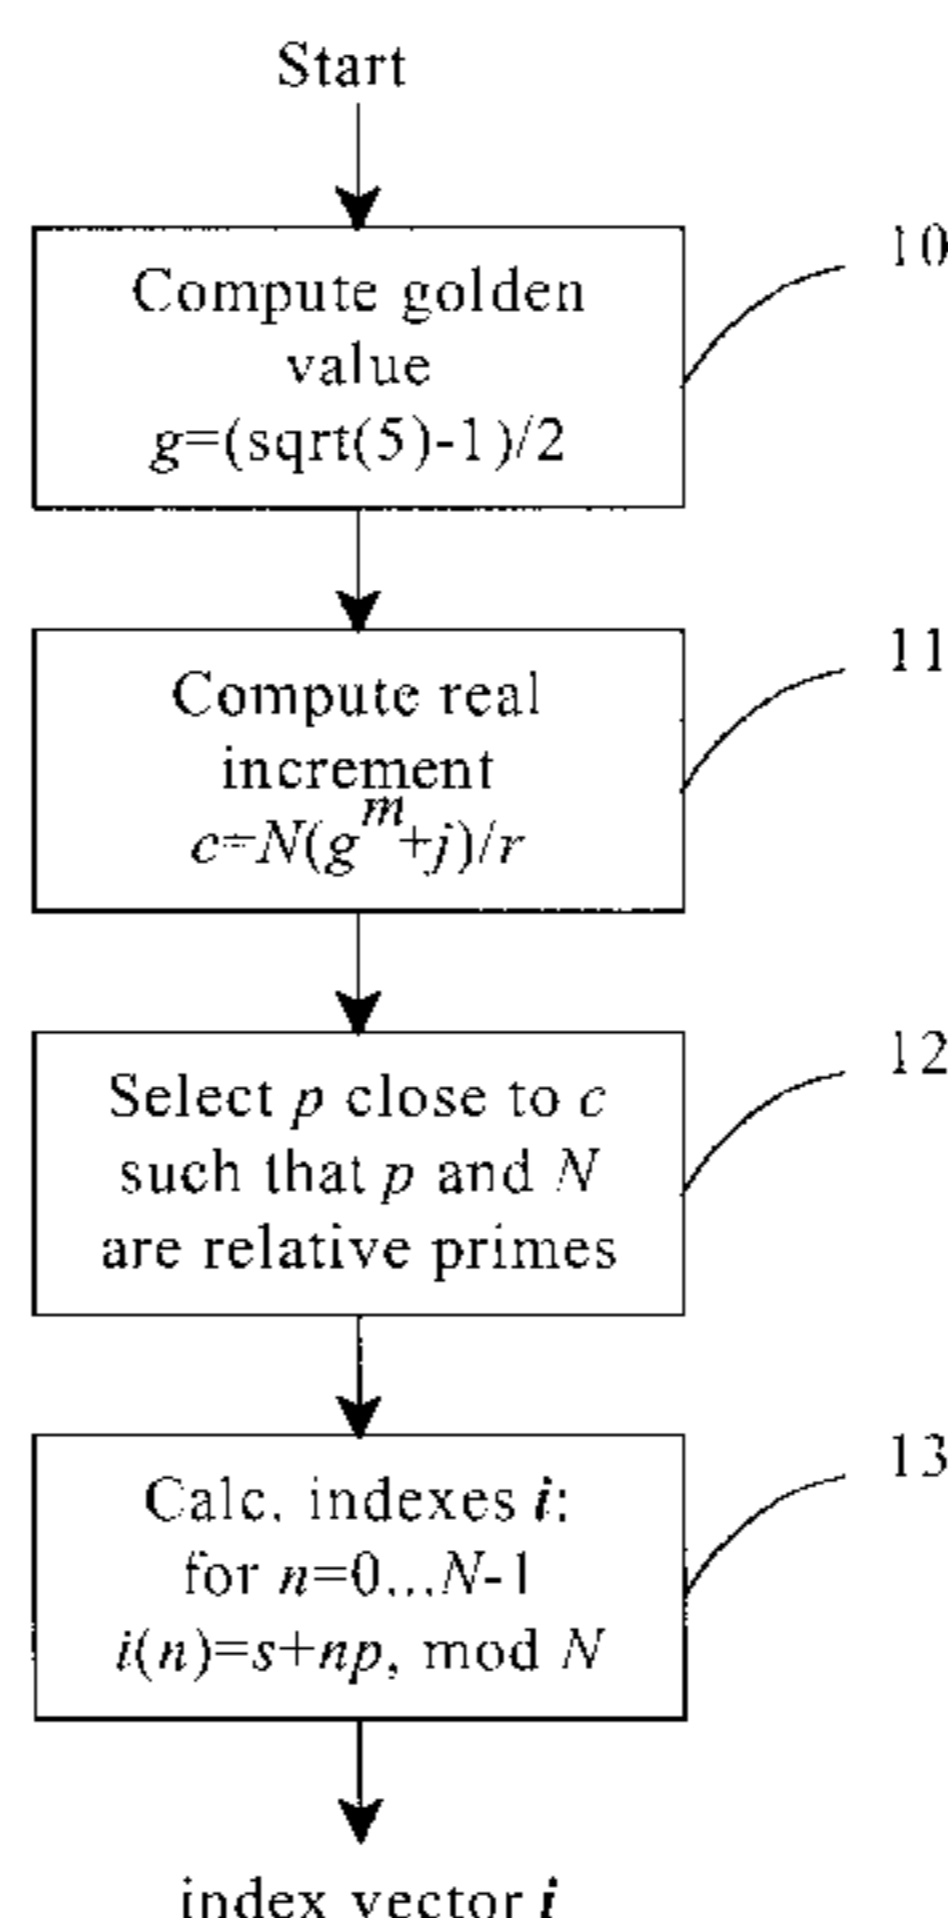 Start
10
Compute golden
value
g=(sqrt(5)-1)/2
11
Compute real
increment
c=N(g^m+j)/r
12
Select p close to c
such that p and N
are relative primes
13
Calc. indexes i:
for n=0...N-1
i(n)=s+np, mod N
index vector i